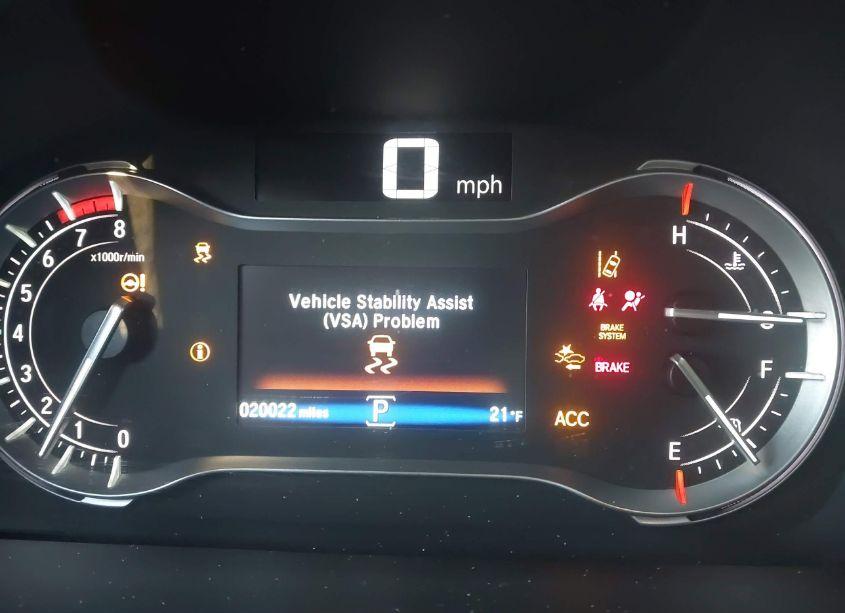 0 mph
8
7
6
x1000r/min
5
4
3
2
1
0
Vehicle Stability Assist
(VSA) Problem
020022 miles
P
21°F
BRAKE
SYSTEM
BRAKE
ACC
H
C
F
E